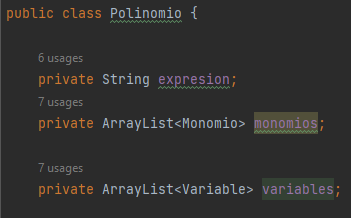 public class Polinomio {
6 usages
private String expresion;
7 usages
private ArrayList<Monomio> monomios;
7 usages
private ArrayList<Variable> variables;